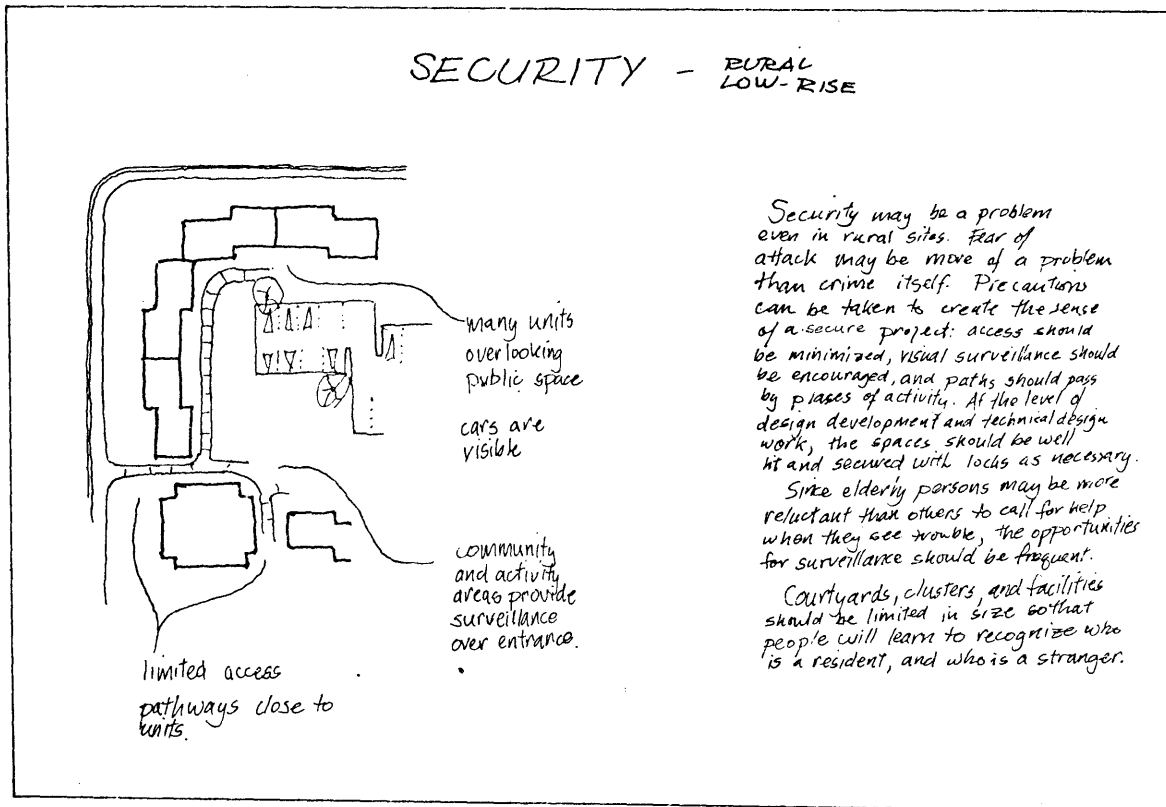 SECURITY - RURAL
LOW-RISE
many units
overlooking
public space
cars are
visible
community
and activity
areas provide
surveillance
over entrance.
limited access
pathways close to
units.
Security may be a problem
even in rural sites. Fear of
attack may be more of a problem
than crime itself. Precautions
can be taken to create the sense
of a secure project: access should
be minimized, visual surveillance should
be encouraged, and paths should pass
by places of activity. At the level of
design development and technical design
work, the spaces should be well
lit and secured with locks as necessary.
Since elderly persons may be more
reluctant than others to call for help
when they see trouble, the opportunities
for surveillance should be frequent.
Courtyards, clusters, and facilities
should be limited in size so that
people will learn to recognize who
is a resident, and who is a stranger.